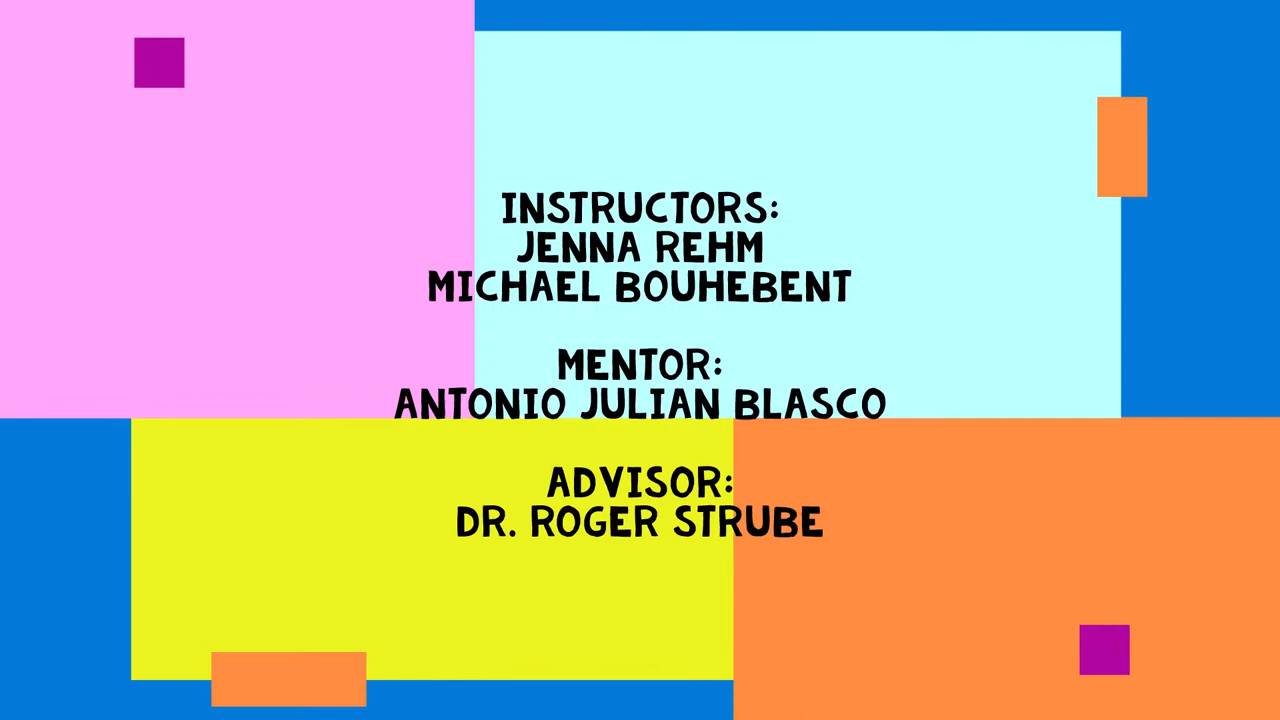 INSTRUCTORS:
JENNA REHM
MICHAEL BOUHEBENT
MENTOR:
ANTONIO JULIAN BLASCO
ADVISOR:
DR. ROGER STRUBE